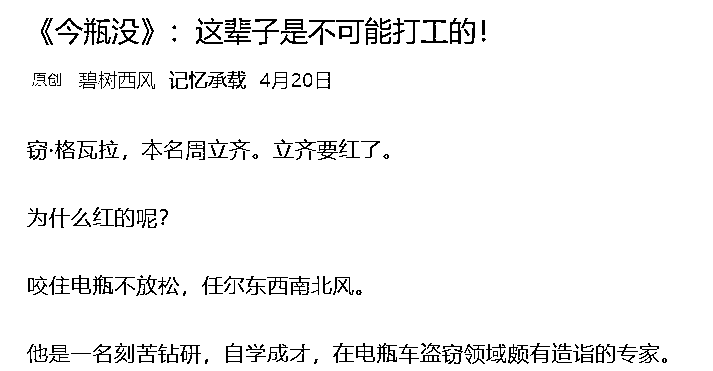 《今瓶没》：这辈子是不可能打工的！
原创 碧树西风 记忆承载 4月20日
窃·格瓦拉，本名周立齐。立齐要红了。
为什么红的呢？
咬住电瓶不放松，任尔东西南北风。
他是一名刻苦钻研，自学成才，在电瓶车盗窃领域颇有造诣的专家。